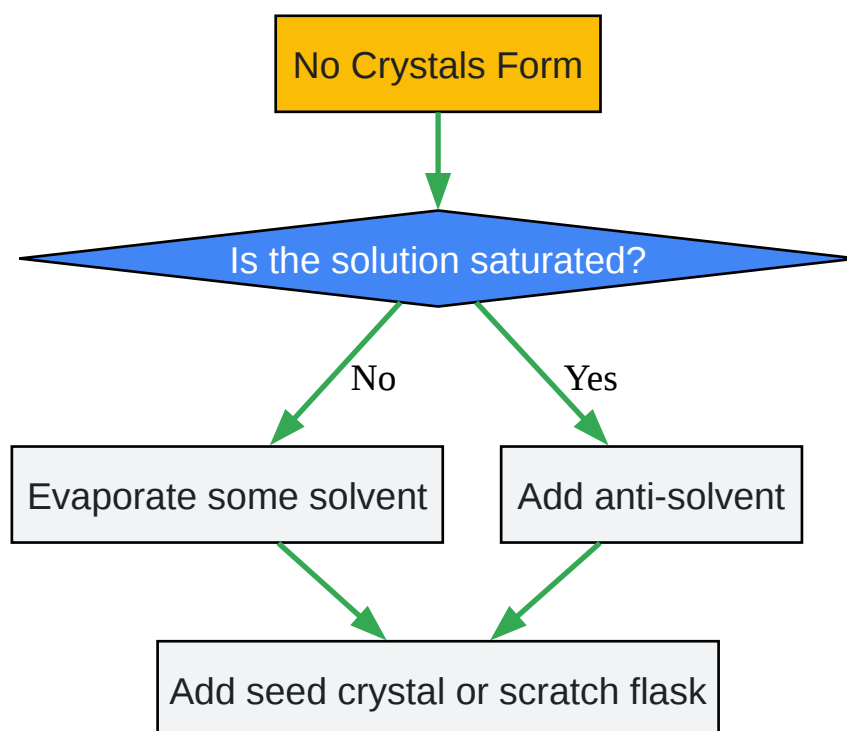 No Crystals Form
Is the solution saturated?
No
Yes
Evaporate some solvent
Add anti-solvent
Add seed crystal or scratch flask